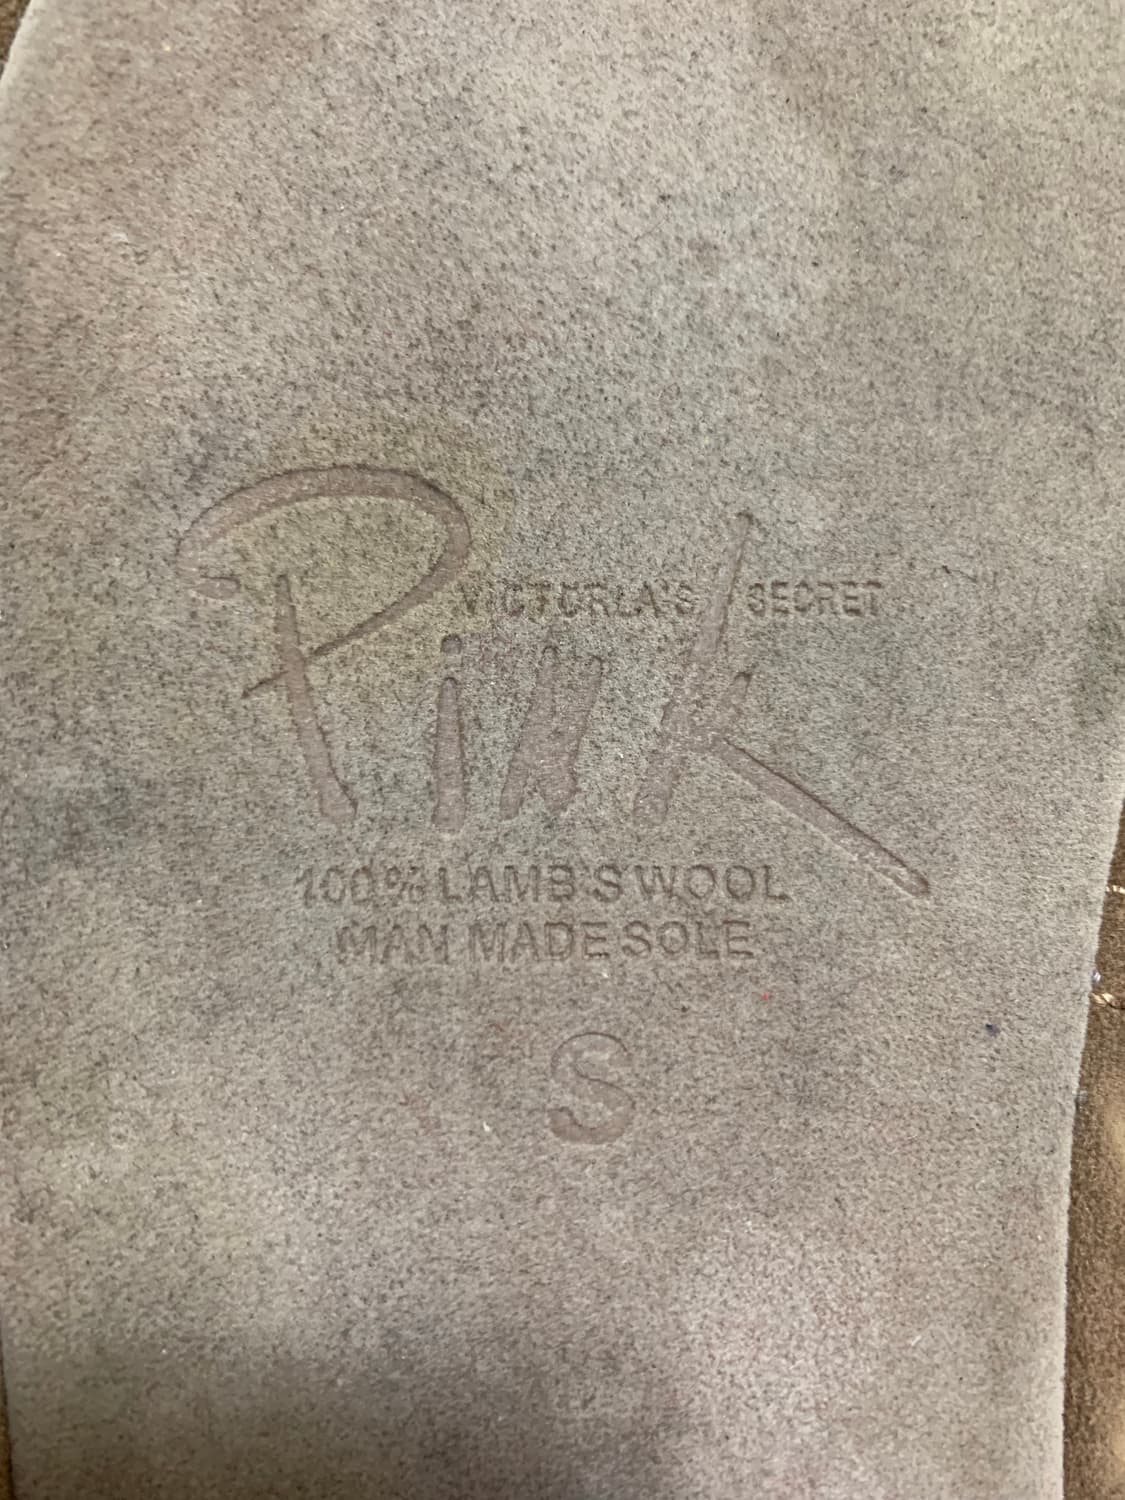 VICTORIA'S SECRET
Pink
100% LAMB'S WOOL
MAN MADE SOLE
S